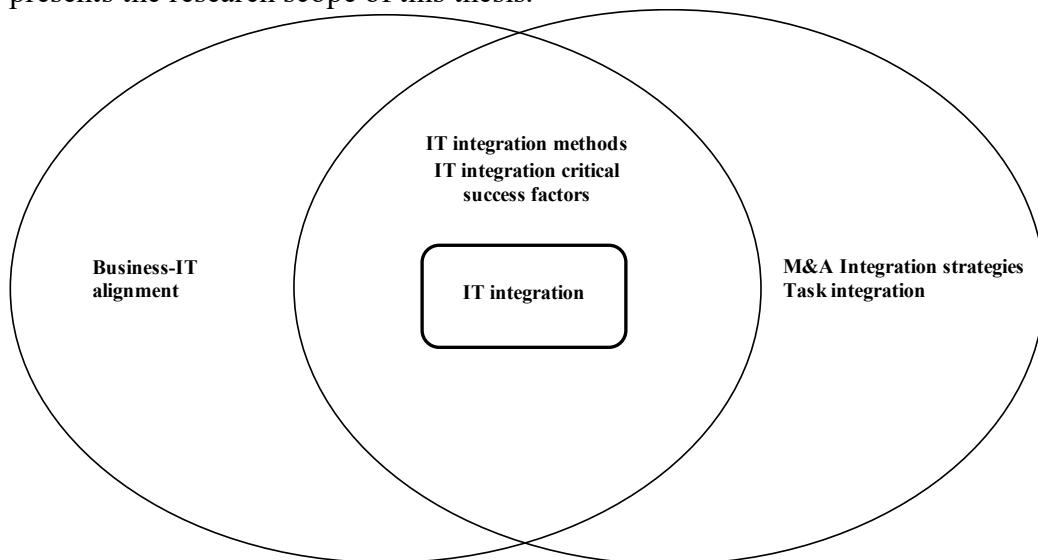 presents the research scope of this thesis.
IT integration methods
IT integration critical
success factors
Business-IT
alignment
IT integration
M&A Integration strategies
Task integration